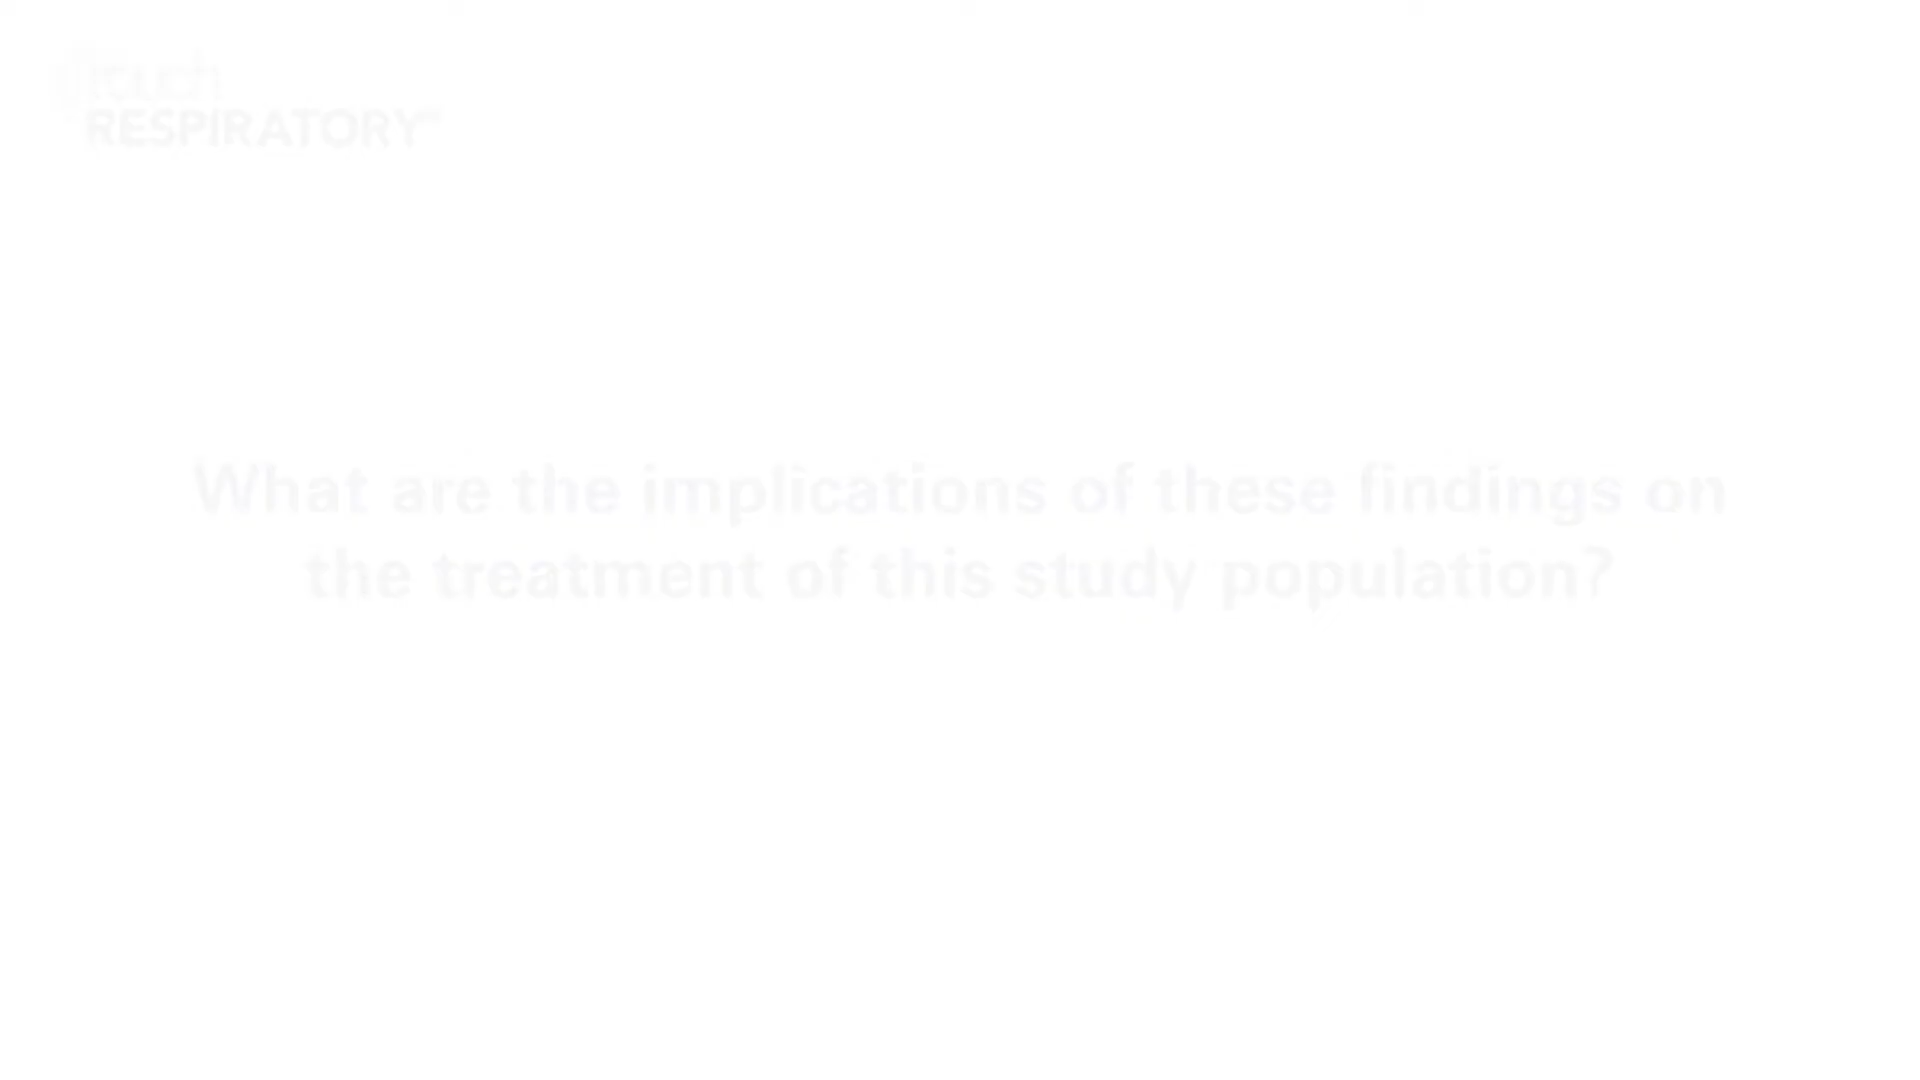 touch
RESPIRATORY
What are the implications of these findings on
the treatment of this study population?